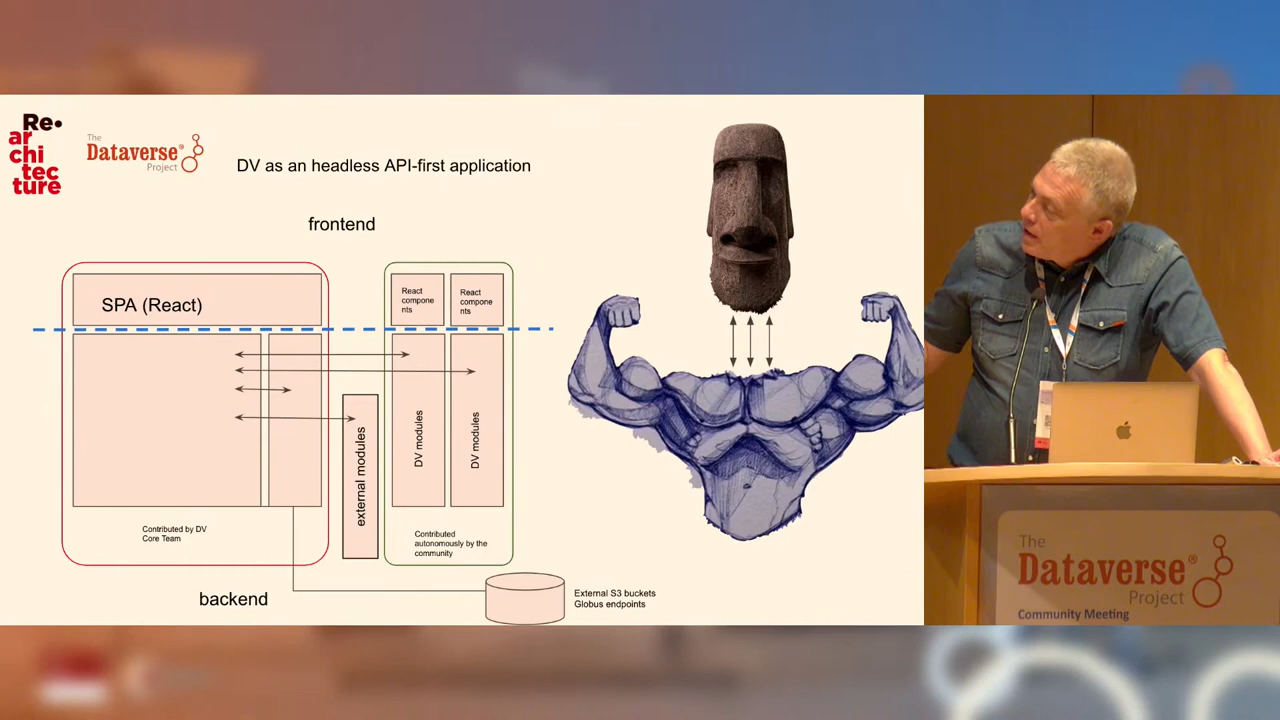 Re•
ar
chi
tec
ture
The
Dataverse®
Project
DV as an headless API-first application
frontend
SPA (React)
React
compone
nts
React
compone
nts
external modules
DV modules
DV modules
Contributed by DV
Core Team
Contributed
autonomously by the
community
backend
External S3 buckets
Globus endpoints
The
Dataverse®
Project
Community Meeting